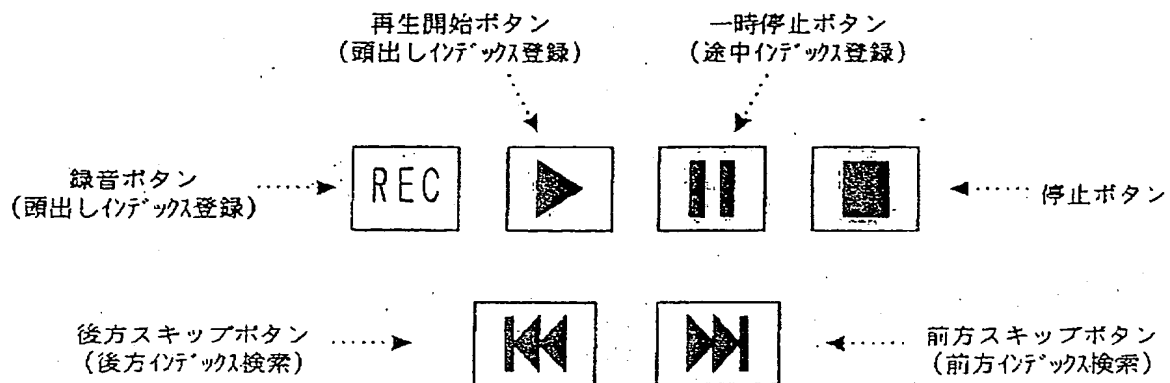 再生開始ボタン
(頭出しインデックス登録)
一時停止ボタン
(途中インデックス登録)
録音ボタン
(頭出しインデックス登録)
REC
停止ボタン
後方スキップボタン
(後方インデックス検索)
前方スキップボタン
(前方インデックス検索)